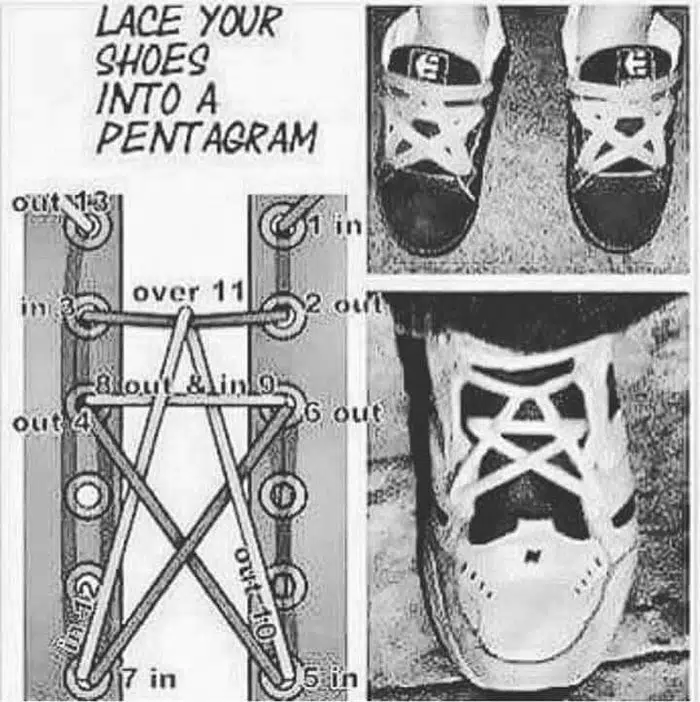 LACE YOUR
SHOES
INTO A
PENTAGRAM
out 13
1 in
in 3
over 11
2 out
8 out & in 9
out 4
6 out
in 12
out 10
7 in
5 in